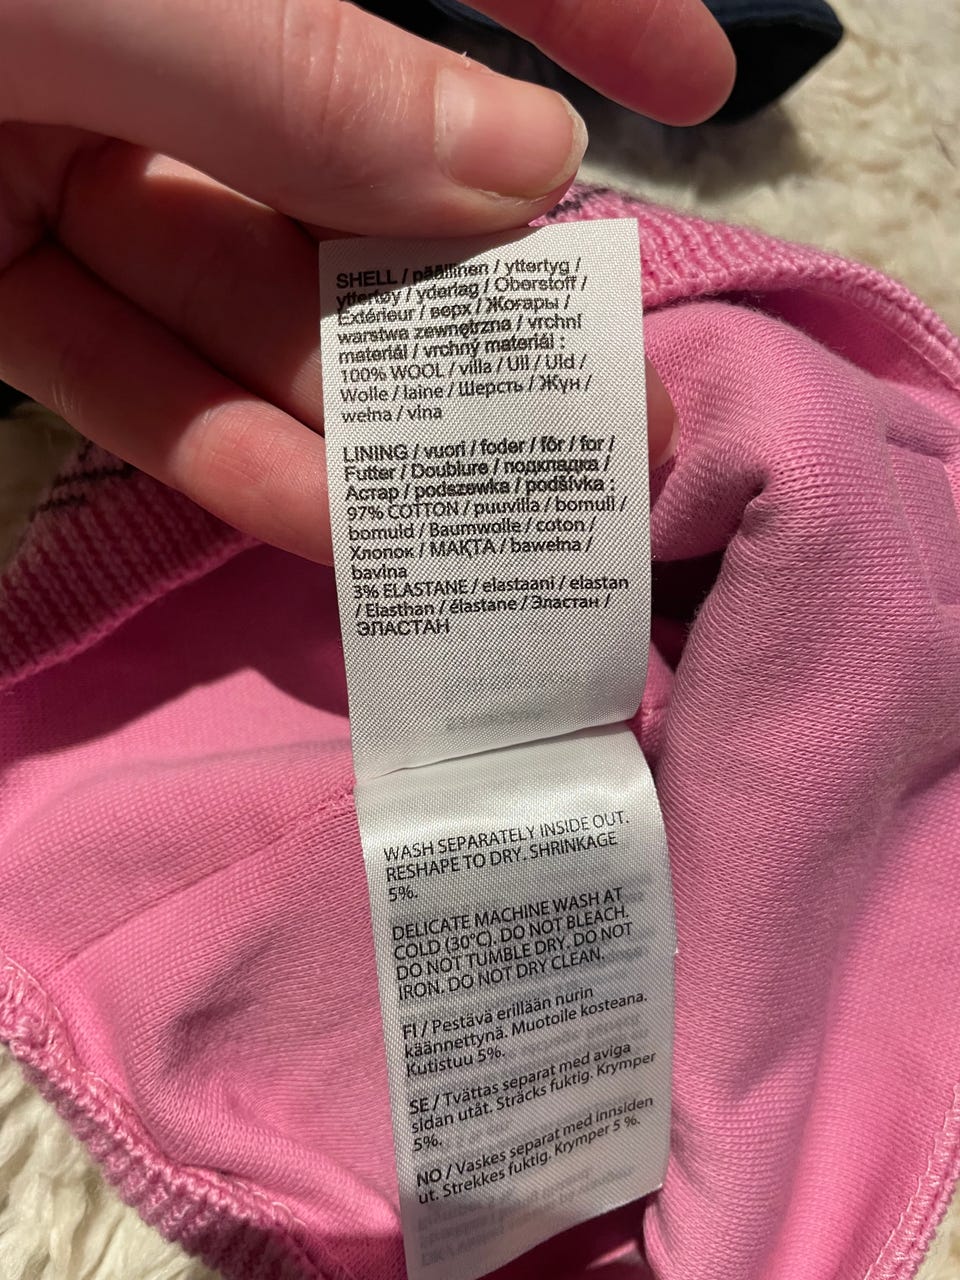 SHELL / päällinen / yttertyg /
yttertøy / yderlag / Oberstoff /
Extérieur / верх / Жоғары /
warstwa zewnętrzna / vrchní
materiál / vrchný materiál :
100% WOOL / villa / Ull / Uld /
Wolle / laine / Шерсть / Жүн /
wełna / vlna
LINING / vuori / foder / fôr / for /
Futter / Doublure / подкладка /
Астар / podszewka / podšívka :
97% COTTON / puuvilla / bomull /
bomuld / Baumwolle / coton /
Хлопок / МАҚТА / bawełna /
bavlna
3% ELASTANE / elastaani / elastan
/ Elasthan / élastane / Эластан /
ЭЛАСТАН
WASH SEPARATELY INSIDE OUT.
RESHAPE TO DRY. SHRINKAGE
5%.
DELICATE MACHINE WASH AT
COLD (30°C). DO NOT BLEACH.
DO NOT TUMBLE DRY. DO NOT
IRON. DO NOT DRY CLEAN.
FI / Pestävä erillään nurin
käännettynä. Muotoile kosteana.
Kutistuu 5%.
SE / Tvättas separat med aviga
sidan utåt. Sträcks fuktig. Krymper
5%.
NO / Vaskes separat med innsiden
ut. Strekkes fuktig. Krymper 5 %.